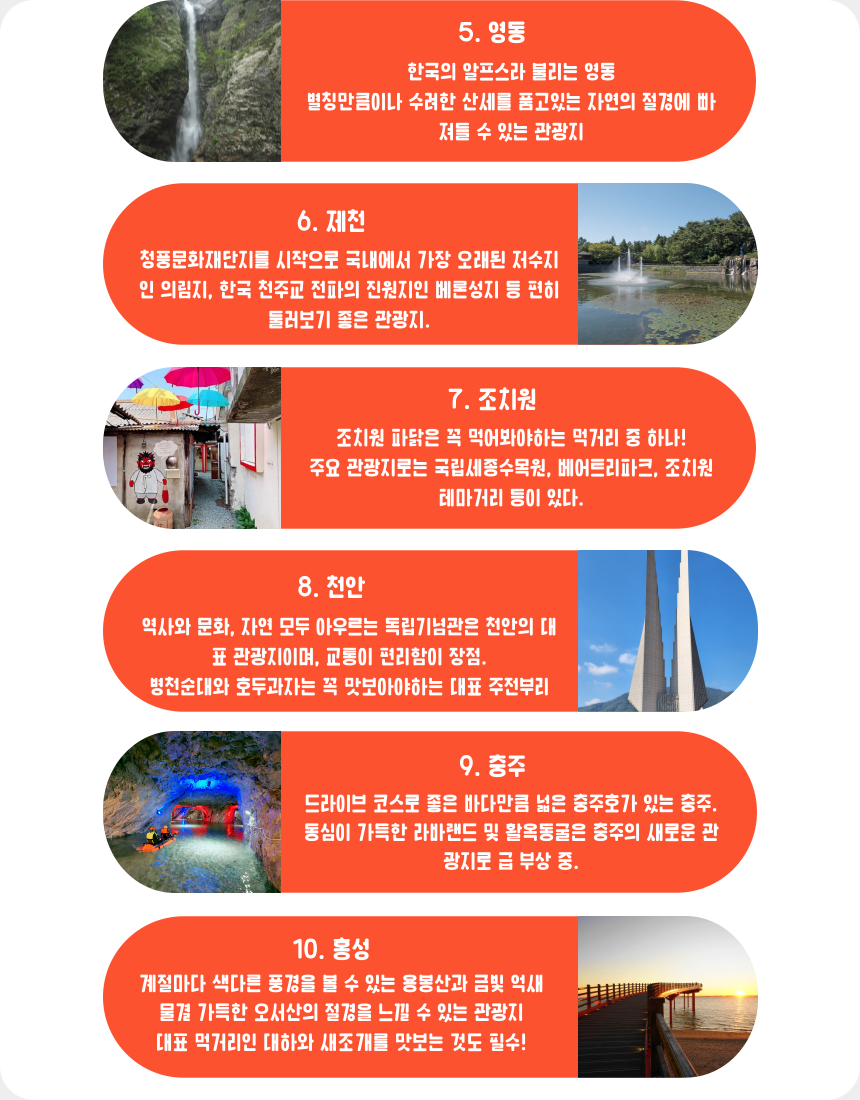 5. 영동
한국의 알프스라 불리는 영동
별칭만큼이나 수려한 산세를 품고있는 자연의 절경에 빠
져들 수 있는 관광지
6. 제천
청풍문화재단지를 시작으로 국내에서 가장 오래된 저수지
인 의림지, 한국 천주교 전파의 진원지인 베론성지 등 편히
둘러보기 좋은 관광지.
7. 조치원
조치원 파닭은 꼭 먹어봐야하는 먹거리 중 하나!
주요 관광지로는 국립세종수목원, 베어트리파크, 조치원
테마거리 등이 있다.
8. 천안
역사와 문화, 자연 모두 아우르는 독립기념관은 천안의 대
표 관광지이며, 교통이 편리함이 장점.
병천순대와 호두과자는 꼭 맛보아야하는 대표 주전부리
9. 충주
드라이브 코스로 좋은 바다만큼 넓은 충주호가 있는 충주.
동심이 가득한 라바랜드 및 활옥동굴은 충주의 새로운 관
광지로 급 부상 중.
10. 홍성
계절마다 색다른 풍경을 볼 수 있는 용봉산과 금빛 억새
물결 가득한 오서산의 절경을 느낄 수 있는 관광지
대표 먹거리인 대하와 새조개를 맛보는 것도 필수!